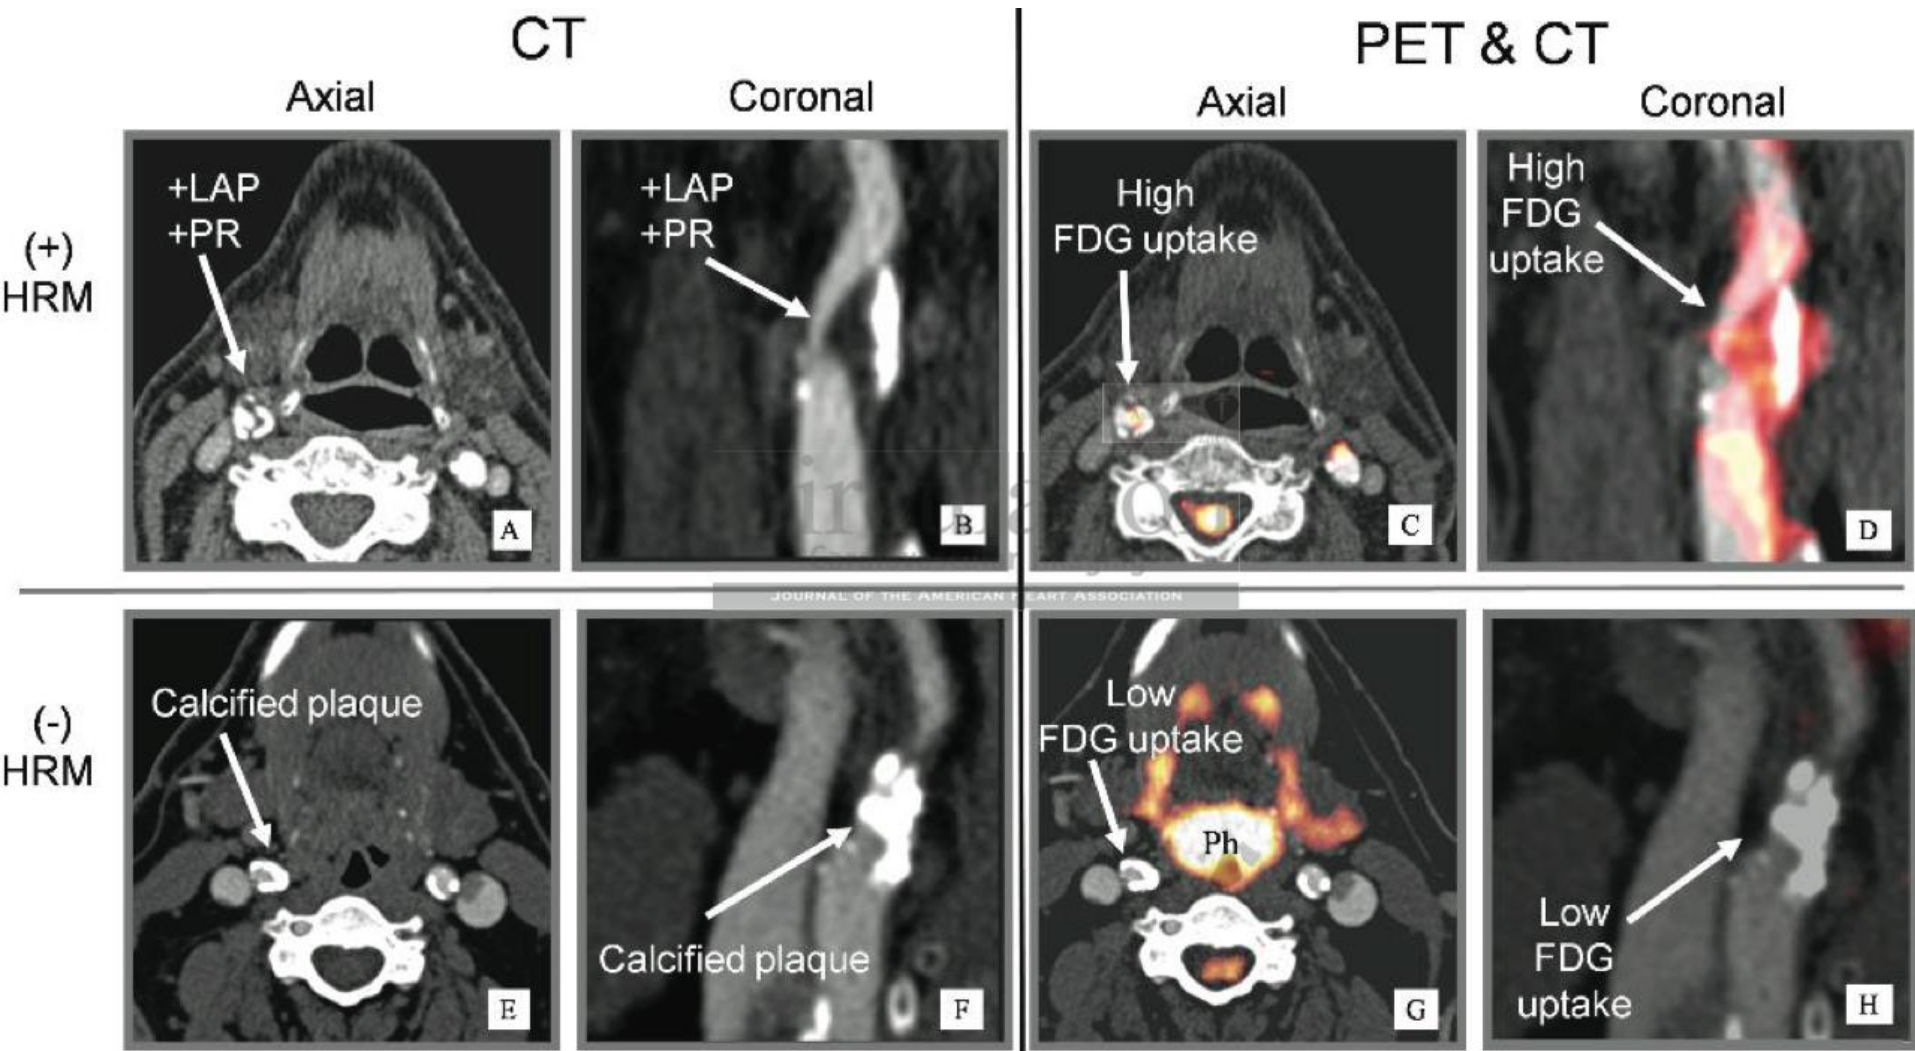 CT
PET & CT
Axial
Coronal
Axial
Coronal
(+)
HRM
+LAP
+PR
A
+LAP
+PR
B
High
FDG uptake
C
High
FDG
uptake
D
JOURNAL OF THE AMERICAN HEART ASSOCIATION
(-)
HRM
Calcified plaque
E
Calcified plaque
F
Low
FDG uptake
Ph
G
Low
FDG
uptake
H